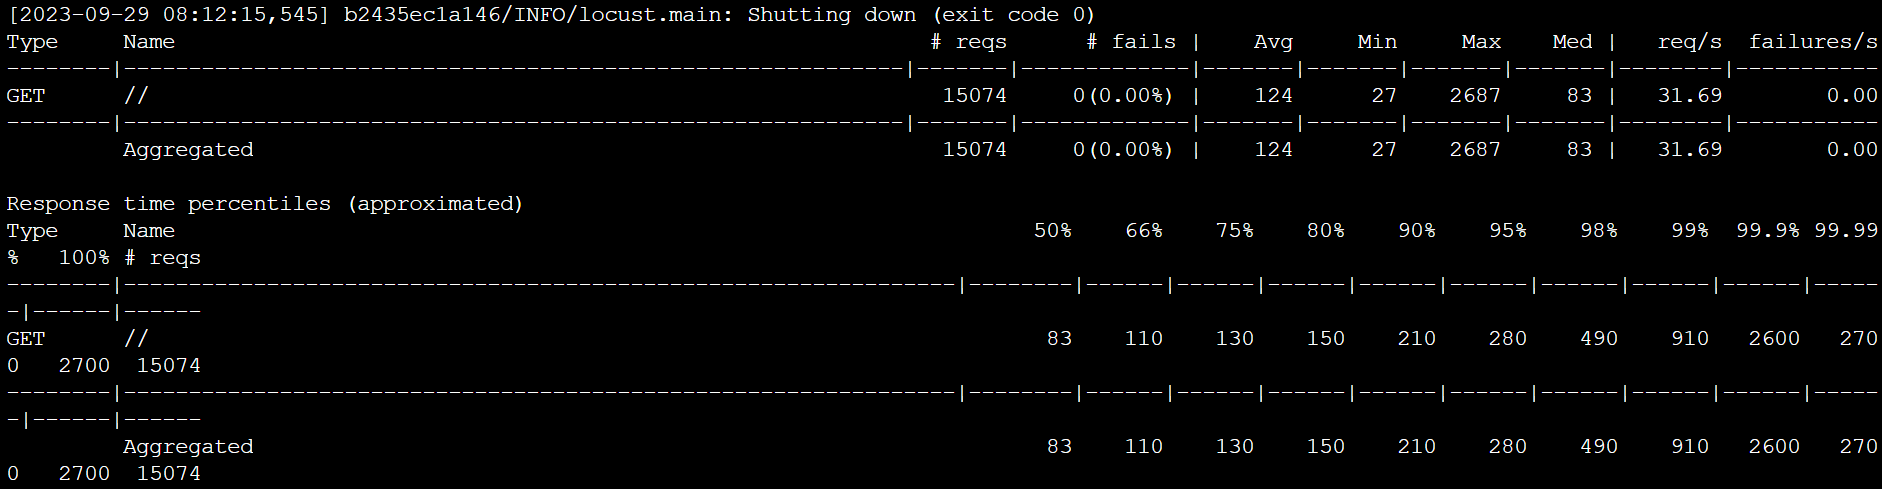 [2023-09-29 08:12:15,545] b2435ec1a146/INFO/locust.main: Shutting down (exit code 0)
Type     Name                                                          # reqs      # fails |    Avg     Min     Max    Med |   req/s  failures/s
--------|------------------------------------------------------------|-------|-------------|-------|-------|-------|-------|--------|-----------
GET      //                                                             15074     0(0.00%) |    124      27    2687     83 |   31.69        0.00
--------|------------------------------------------------------------|-------|-------------|-------|-------|-------|-------|--------|-----------
         Aggregated                                                     15074     0(0.00%) |    124      27    2687     83 |   31.69        0.00
Response time percentiles (approximated)
Type     Name                                                                  50%    66%    75%    80%    90%    95%    98%    99%  99.9% 99.99
%   100% # reqs
--------|----------------------------------------------------------------|--------|------|------|------|------|------|------|------|------|-----
-|------|------
GET      //                                                                     83    110    130    150    210    280    490    910   2600   270
0   2700  15074
--------|----------------------------------------------------------------|--------|------|------|------|------|------|------|------|------|-----
-|------|------
         Aggregated                                                             83    110    130    150    210    280    490    910   2600   270
0   2700  15074